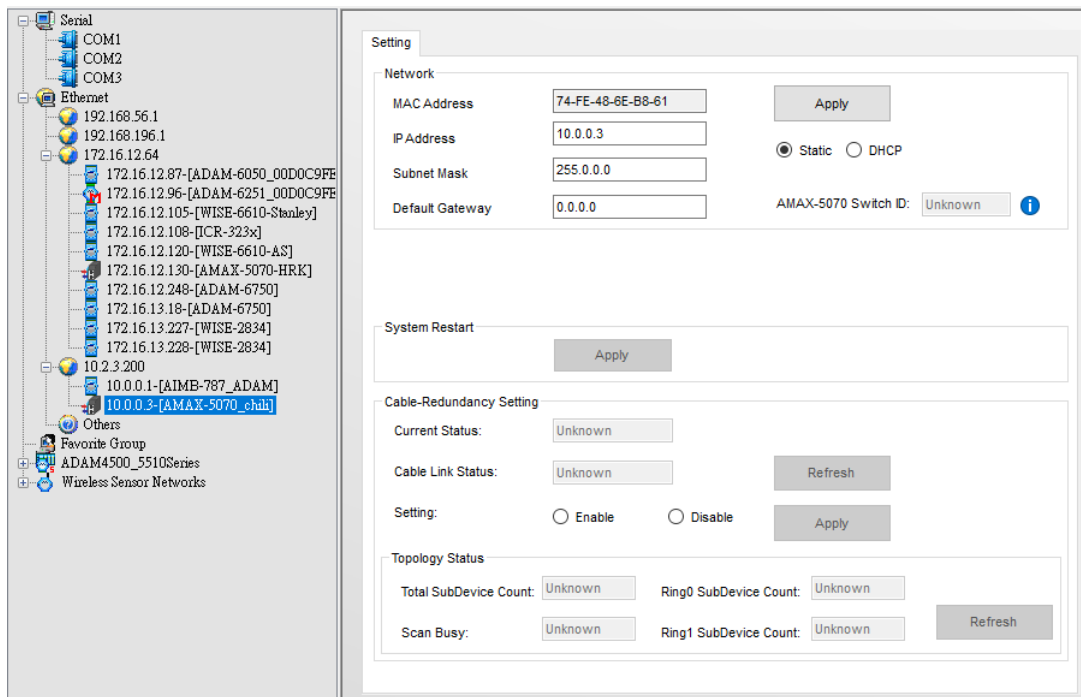 Serial
COM1
COM2
COM3
Ethernet
192.168.56.1
192.168.196.1
172.16.12.64
172.16.12.87-[ADAM-6050_00D0C9FE
172.16.12.96-[ADAM-6251_00D0C9FE
172.16.12.105-[WISE-6610-Stanley]
172.16.12.108-[ICR-323x]
172.16.12.120-[WISE-6610-AS]
172.16.12.130-[AMAX-5070-HRK]
172.16.12.248-[ADAM-6750]
172.16.13.18-[ADAM-6750]
172.16.13.227-[WISE-2834]
172.16.13.228-[WISE-2834]
10.2.3.200
10.0.0.1-[AIMB-787_ADAM]
10.0.0.3-[AMAX-5070_chili]
Others
Favorite Group
ADAM4500_5510Series
Wireless Sensor Networks
Setting
Network
MAC Address 74-FE-48-6E-B8-61 Apply
IP Address 10.0.0.3 Static DHCP
Subnet Mask 255.0.0.0
Default Gateway 0.0.0.0 AMAX-5070 Switch ID: Unknown i
System Restart
Apply
Cable-Redundancy Setting
Current Status: Unknown
Cable Link Status: Unknown Refresh
Setting: Enable Disable Apply
Topology Status
Total SubDevice Count: Unknown Ring0 SubDevice Count: Unknown
Scan Busy: Unknown Ring1 SubDevice Count: Unknown Refresh